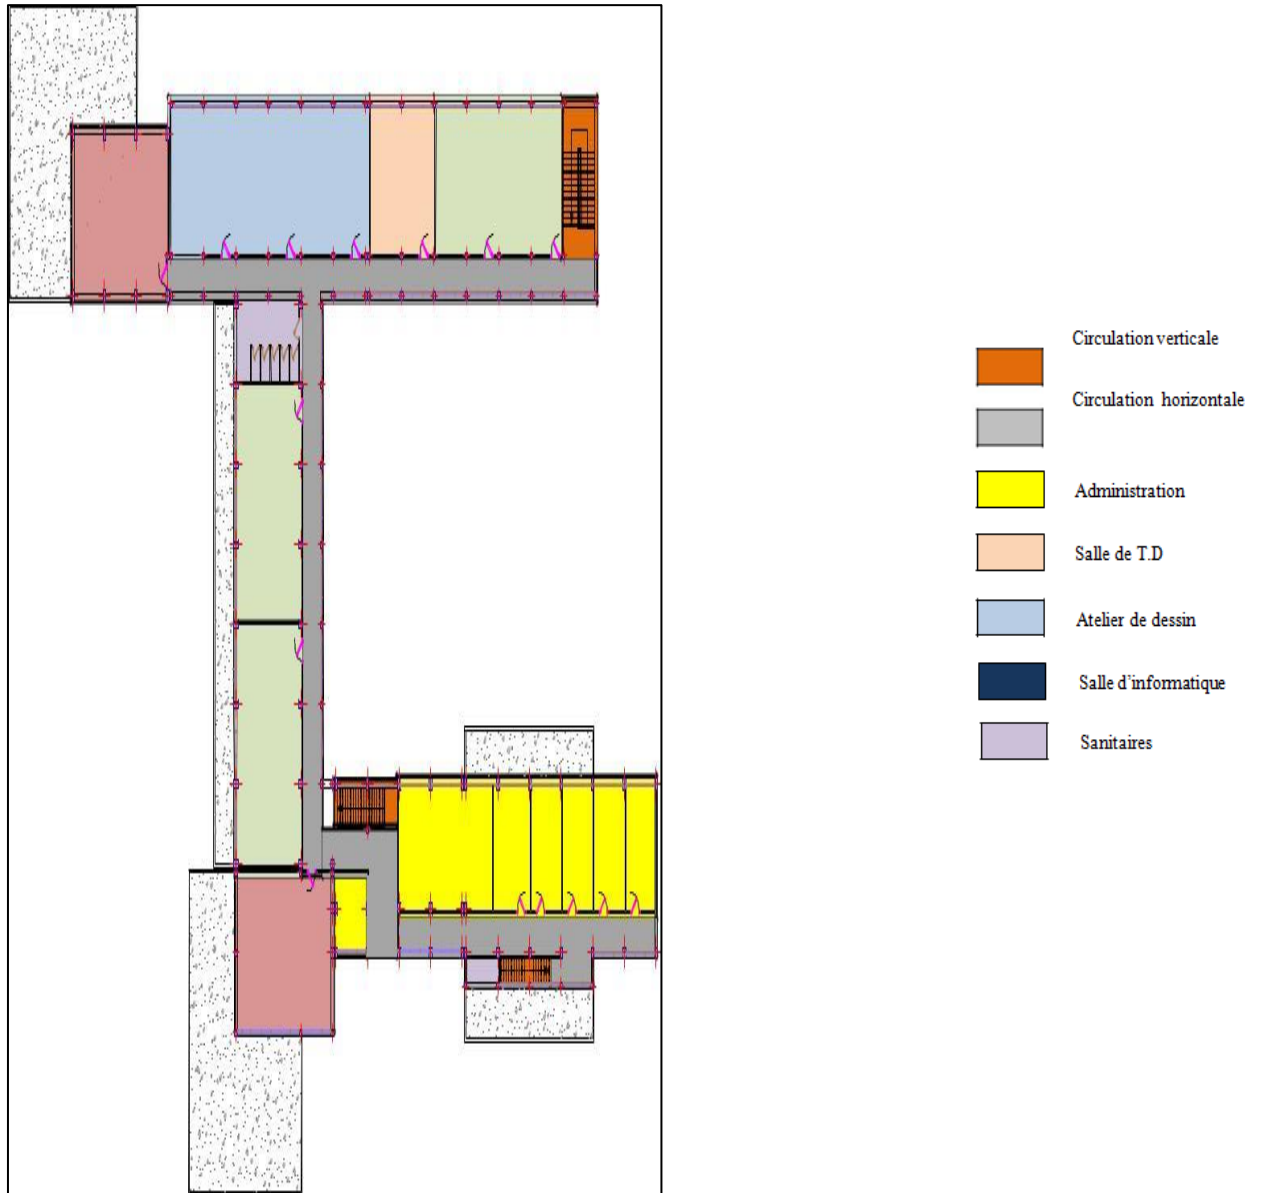 Circulation verticale
Circulation horizontale
Administration
Salle de T.D
Atelier de dessin
Salle d'informatique
Sanitaires